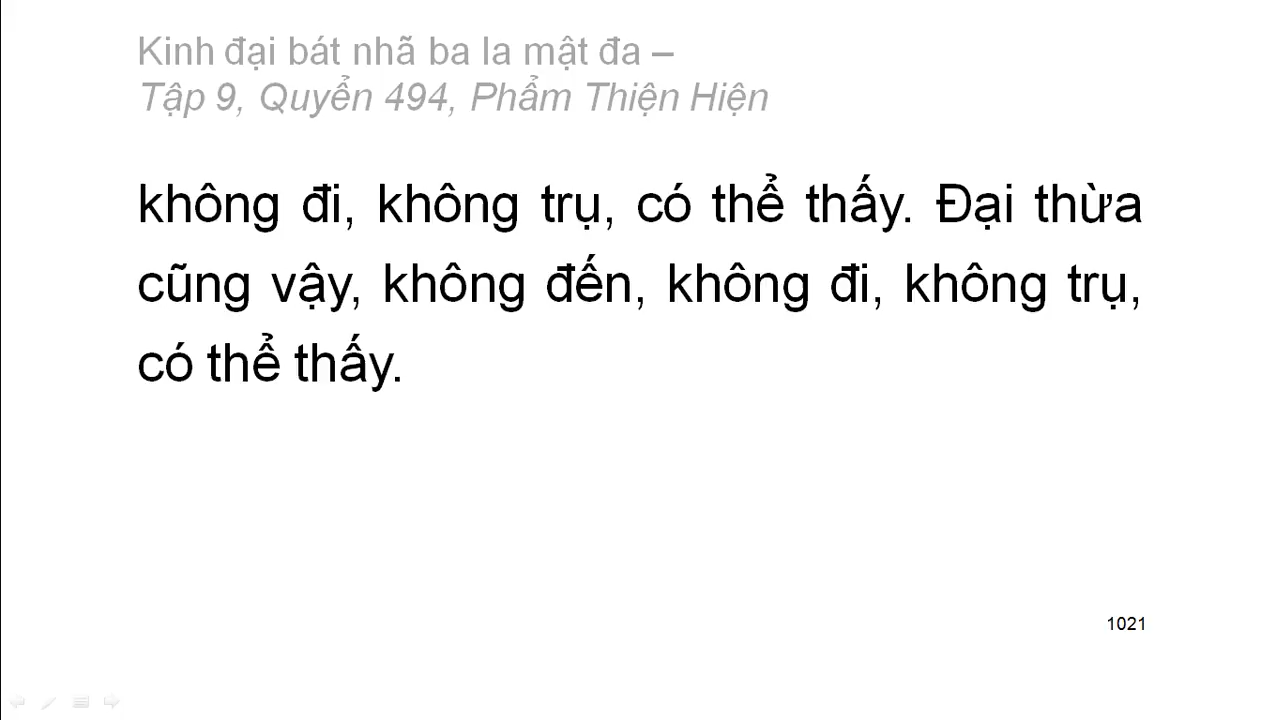 Kinh đại bát nhã ba la mật đa –
Tập 9, Quyển 494, Phẩm Thiện Hiện
không đi, không trụ, có thể thấy. Đại thừa
cũng vậy, không đến, không đi, không trụ,
có thể thấy.
1021